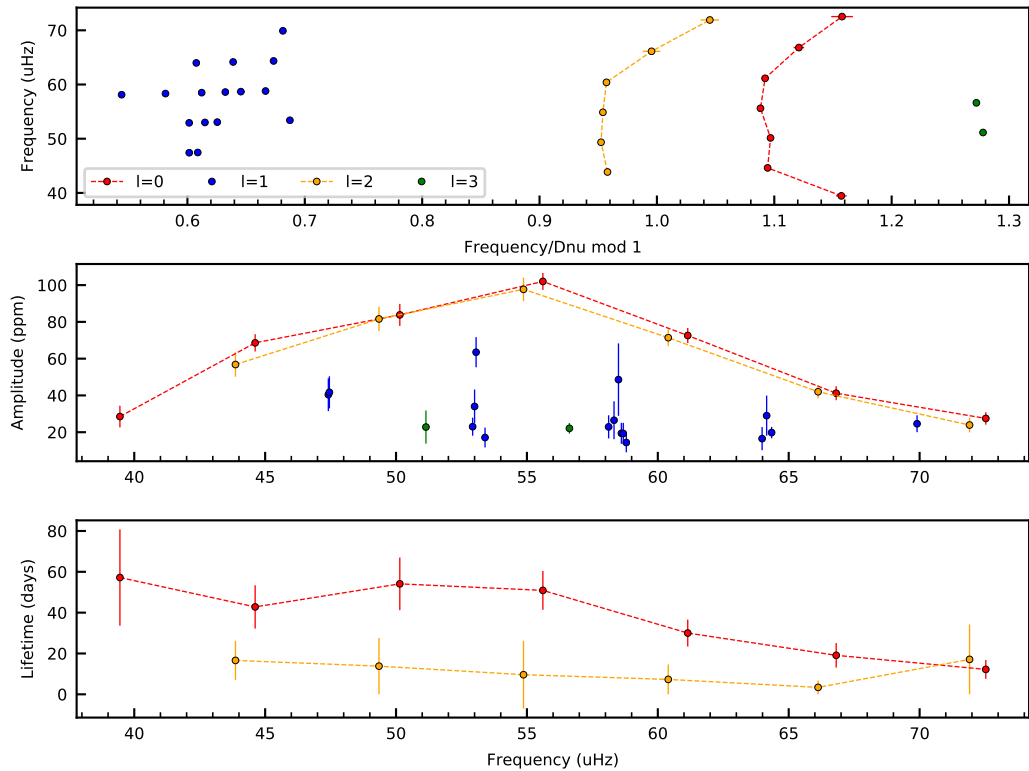 70
60
50
40
Frequency (uHz)
l=0 l=1 l=2 l=3
0.6 0.7 0.8 0.9 1.0 1.1 1.2 1.3
Frequency/Dnu mod 1
100
80
60
40
20
Amplitude (ppm)
40 45 50 55 60 65 70
80
60
40
20
0
Lifetime (days)
40 45 50 55 60 65 70
Frequency (uHz)